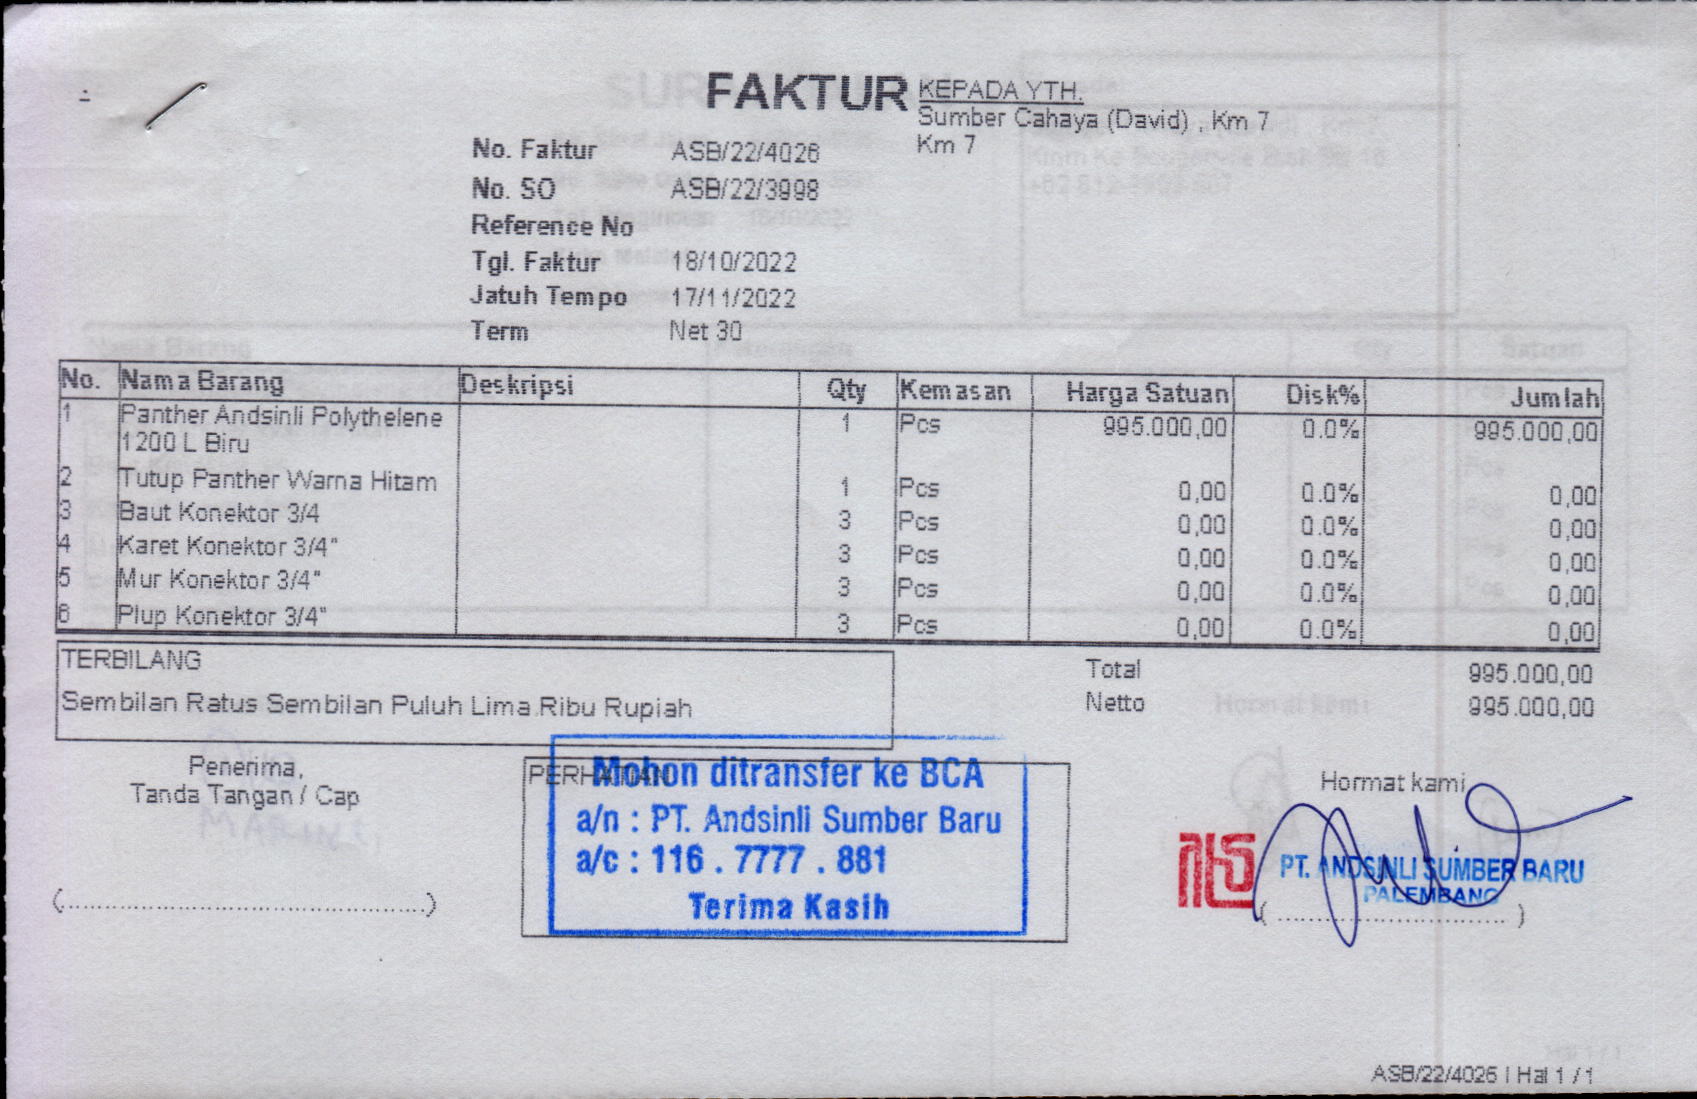 FAKTUR
KEPADA YTH.
Sumber Cahaya (David) , Km 7
Km 7
No. Faktur ASB/22/4026
No. SO ASB/22/3998
Reference No
Tgl. Faktur 18/10/2022
Jatuh Tempo 17/11/2022
Term Net 30
No. Nama Barang Deskripsi Qty Kemasan Harga Satuan Disk% Jumlah
1 Panther Andsinli Polythelene 1 Pcs 995.000,00 0.0% 995.000,00
1200 L Biru
2 Tutup Panther Warna Hitam 1 Pcs 0,00 0.0% 0,00
3 Baut Konektor 3/4 3 Pcs 0,00 0.0% 0,00
4 Karet Konektor 3/4" 3 Pcs 0,00 0.0% 0,00
5 Mur Konektor 3/4" 3 Pcs 0,00 0.0% 0,00
6 Plup Konektor 3/4" 3 Pcs 0,00 0.0% 0,00
TERBILANG
Sembilan Ratus Sembilan Puluh Lima Ribu Rupiah
Total 995.000,00
Netto 995.000,00
Penerima,
Tanda Tangan / Cap
(..........................................)
PERHATIAN
Mohon ditransfer ke BCA
a/n : PT. Andsinli Sumber Baru
a/c : 116 . 7777 . 881
Terima Kasih
Hormat kami
PT. ANDSINLI SUMBER BARU
PALEMBANG
( .............................. )
ASB/22/4026 | Hal 1 / 1